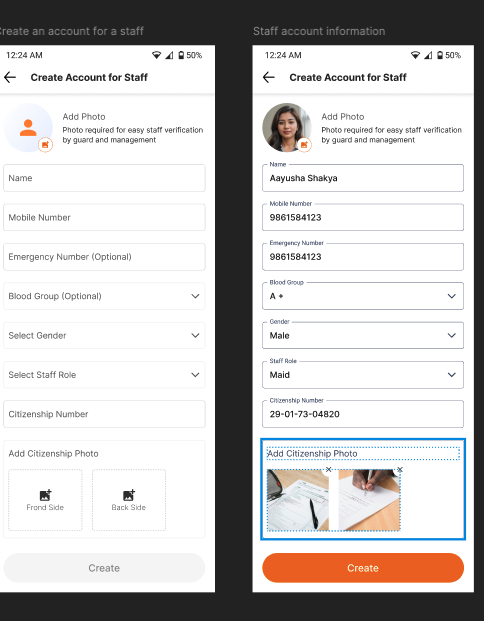 Create an account for a staff
12:24 AM
50%
Create Account for Staff
Add Photo
Photo required for easy staff verification
by guard and management
Name
Mobile Number
Emergency Number (Optional)
Blood Group (Optional)
Select Gender
Select Staff Role
Citizenship Number
Add Citizenship Photo
Frond Side
Back Side
Create
Staff account information
12:24 AM
50%
Create Account for Staff
Add Photo
Photo required for easy staff verification
by guard and management
Name
Aayusha Shakya
Mobile Number
9861584123
Emergency Number
9861584123
Blood Group
A +
Gender
Male
Staff Role
Maid
Citizenship Number
29-01-73-04820
Add Citizenship Photo
Create